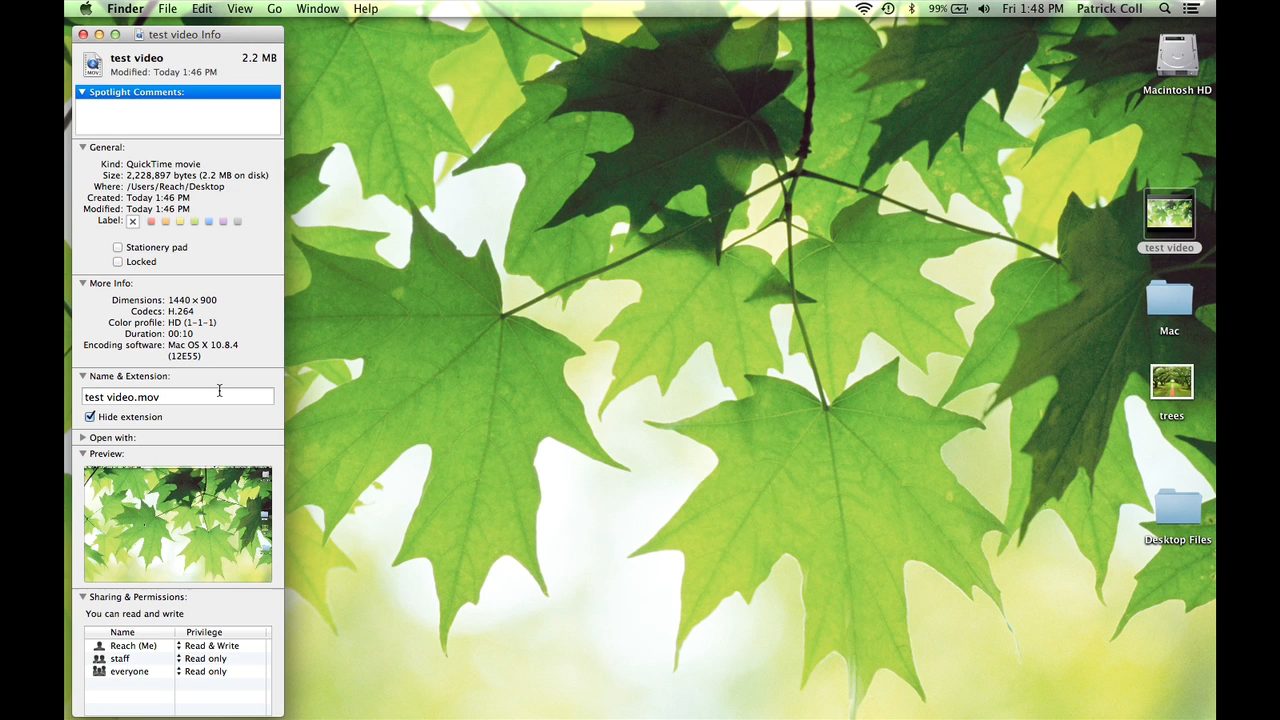 Finder File Edit View Go Window Help 99% Fri 1:48 PM Patrick Coll
test video Info
MOV
test video 2.2 MB
Modified: Today 1:46 PM
Spotlight Comments:
General:
Kind: QuickTime movie
Size: 2,228,897 bytes (2.2 MB on disk)
Where: /Users/Reach/Desktop
Created: Today 1:46 PM
Modified: Today 1:46 PM
Label:
Stationery pad
Locked
More Info:
Dimensions: 1440 × 900
Codecs: H.264
Color profile: HD (1-1-1)
Duration: 00:10
Encoding software: Mac OS X 10.8.4
(12E55)
Name & Extension:
test video.mov
Hide extension
Open with:
Preview:
Sharing & Permissions:
You can read and write
Name Privilege
Reach (Me) Read & Write
staff Read only
everyone Read only
Macintosh HD
test video
Mac
trees
Desktop Files